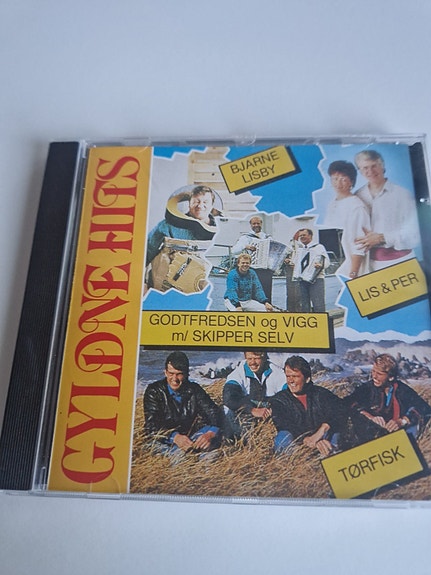 GYLDNE HITS
BJARNE
LISBY
LIS & PER
GODTFREDSEN og VIGG
m/ SKIPPER SELV
TØRFISK